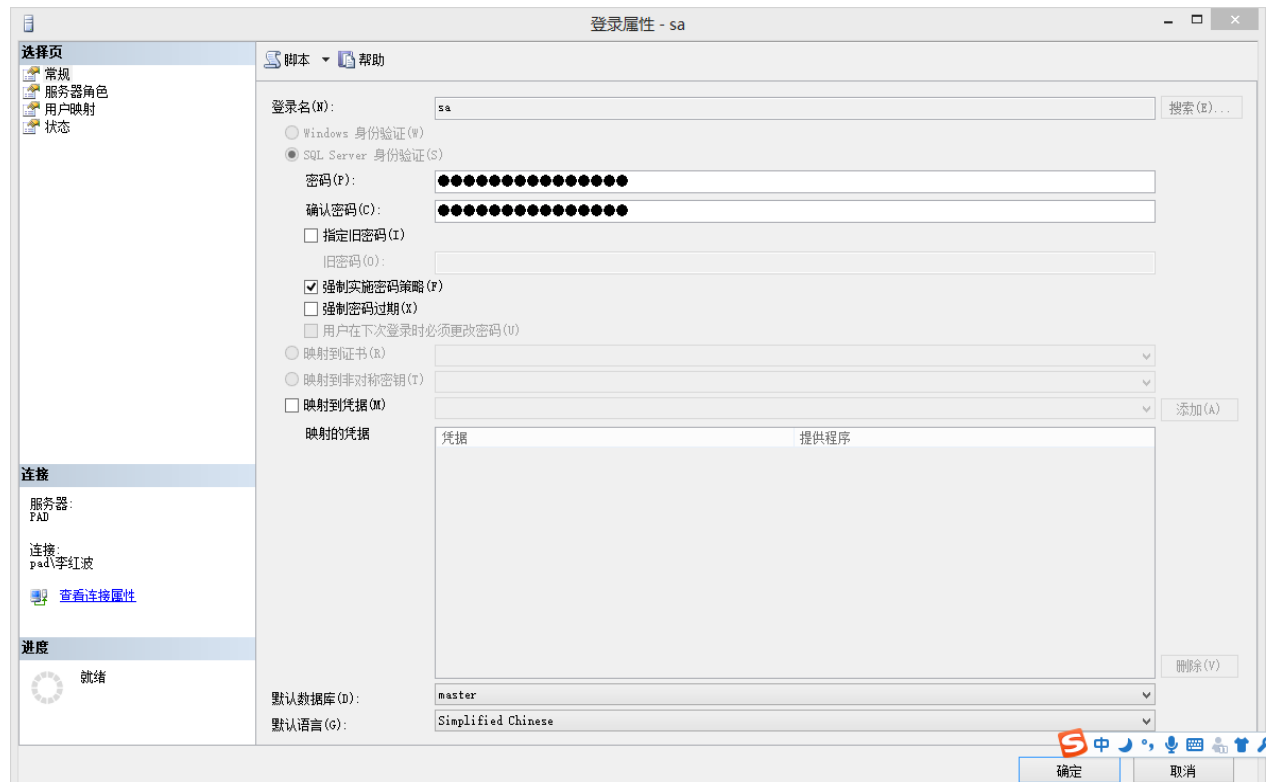 登录属性 - sa
选择页
常规
服务器角色
用户映射
状态
连接
服务器:
PAD
连接:
pad\李红波
查看连接属性
进度
就绪
脚本 帮助
登录名(N): sa 搜索(E)...
Windows 身份验证(W)
SQL Server 身份验证(S)
密码(P): ●●●●●●●●●●●●●●●
确认密码(C): ●●●●●●●●●●●●●●●
指定旧密码(I)
旧密码(O):
强制实施密码策略(F)
强制密码过期(X)
用户在下次登录时必须更改密码(U)
映射到证书(R)
映射到非对称密钥(T)
映射到凭据(M) 添加(A)
映射的凭据 凭据 提供程序
删除(V)
默认数据库(D): master
默认语言(G): Simplified Chinese
S 中
确定 取消